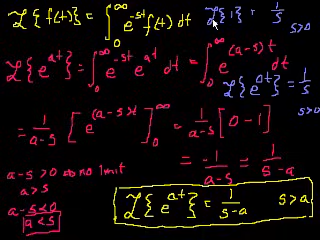 ℒ{f(t)} = ∫₀^∞ e^{-st} f(t) dt
ℒ{1} = 1/s
s>0
ℒ{e^{at}} = ∫₀^∞ e^{-st} e^{at} dt = ∫₀^∞ e^{(a-s)t} dt
ℒ{e^{0t}} = 1/s
s>0
= 1/(a-s) [e^{(a-s)t}]₀^∞ = 1/(a-s) [0-1]
a-s>0 ⇒ no limit
a>s
= -1/(a-s) = 1/(s-a)
a-s<0
a<s
ℒ{e^{at}} = 1/(s-a) s>a